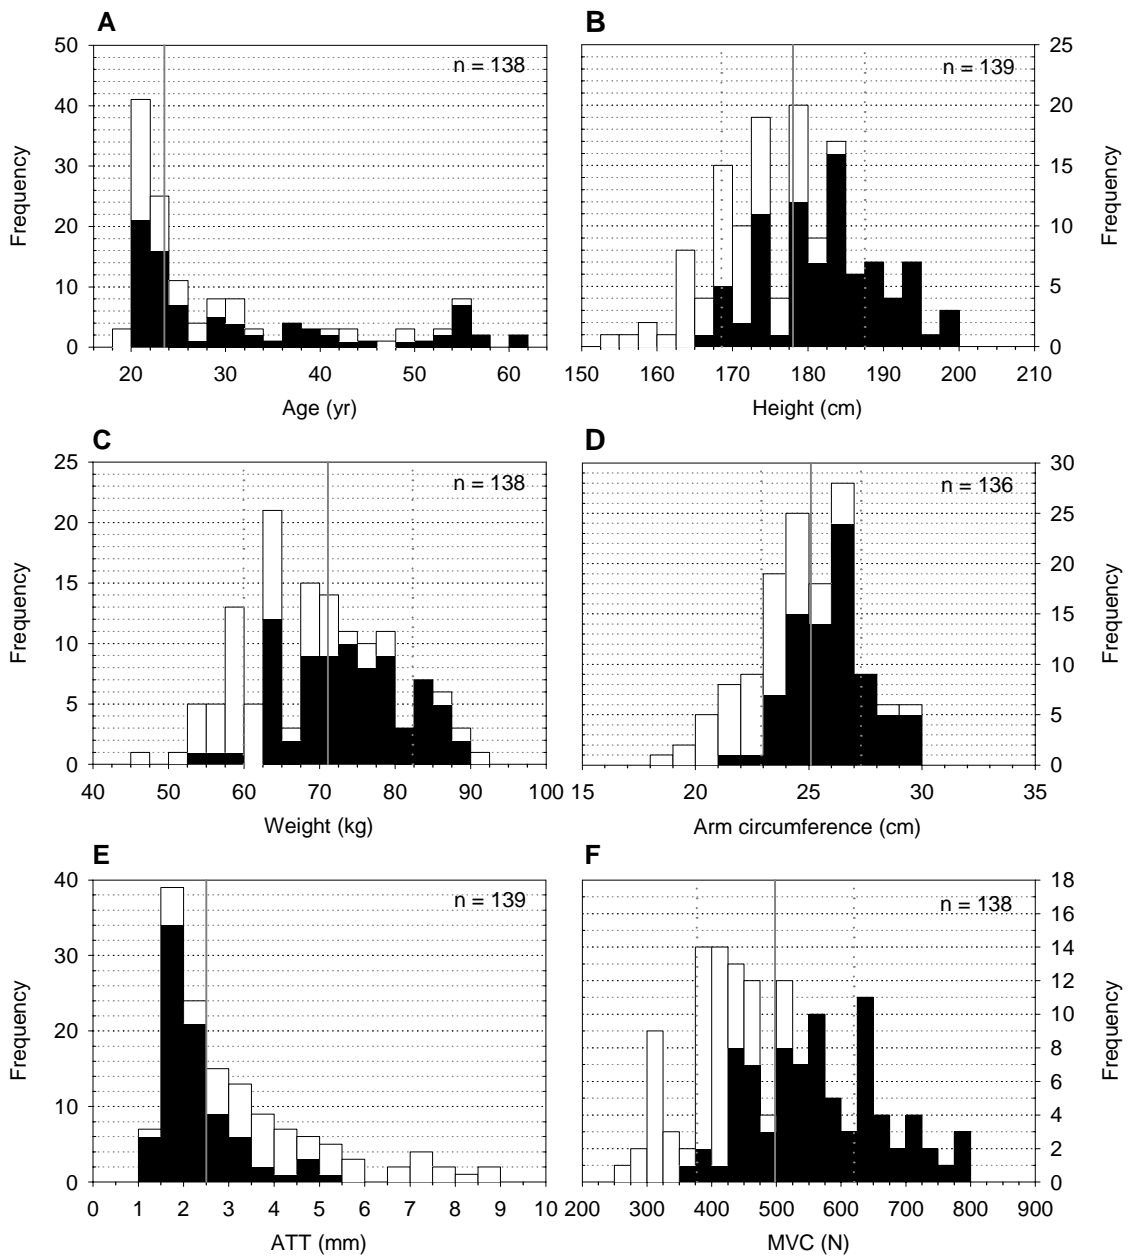 A
B
50
40
30
20
10
0
Frequency
n = 138
20 30 40 50 60
Age (yr)
25
20
15
10
5
0
Frequency
n = 139
150 160 170 180 190 200 210
Height (cm)
C
D
25
20
15
10
5
0
Frequency
n = 138
40 50 60 70 80 90 100
Weight (kg)
30
25
20
15
10
5
0
Frequency
n = 136
15 20 25 30 35
Arm circumference (cm)
E
F
40
30
20
10
0
Frequency
n = 139
0 1 2 3 4 5 6 7 8 9 10
ATT (mm)
18
16
14
12
10
8
6
4
2
0
Frequency
n = 138
200 300 400 500 600 700 800 900
MVC (N)